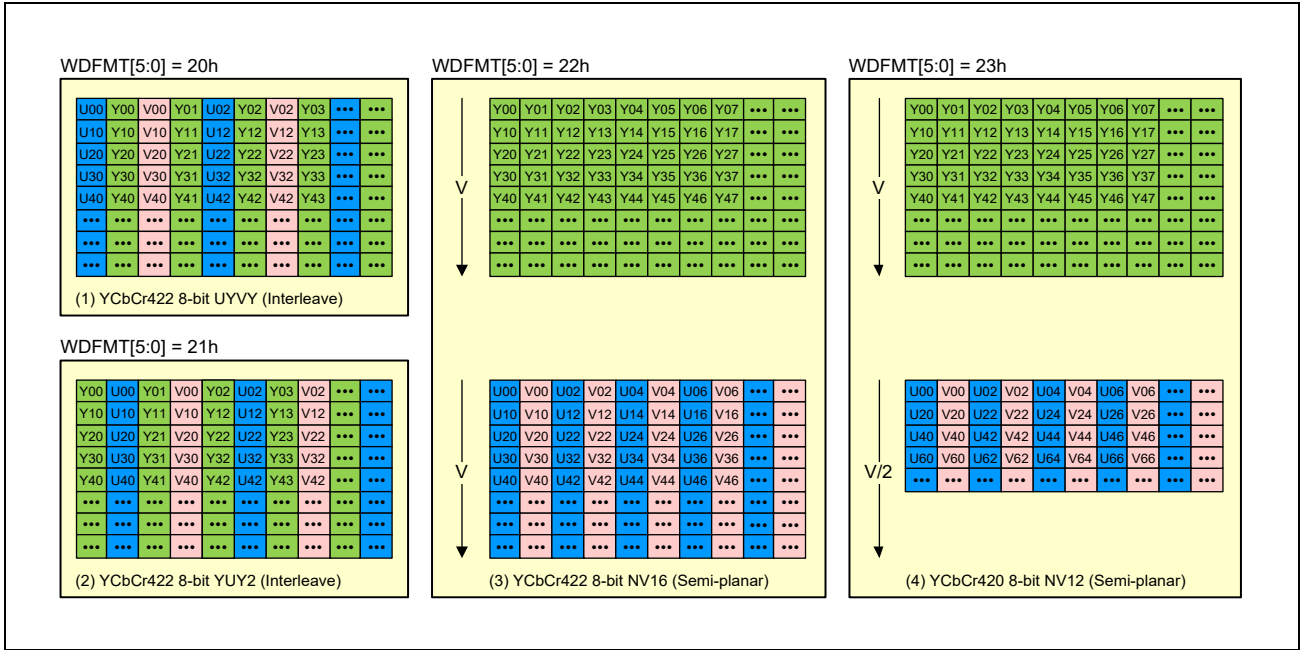 WDFMT[5:0] = 20h
U00 Y00 V00 Y01 U02 Y02 V02 Y03 ••• •••
U10 Y10 V10 Y11 U12 Y12 V12 Y13 ••• •••
U20 Y20 V20 Y21 U22 Y22 V22 Y23 ••• •••
U30 Y30 V30 Y31 U32 Y32 V32 Y33 ••• •••
U40 Y40 V40 Y41 U42 Y42 V42 Y43 ••• •••
••• ••• ••• ••• ••• ••• ••• ••• ••• •••
••• ••• ••• ••• ••• ••• ••• ••• ••• •••
••• ••• ••• ••• ••• ••• ••• ••• ••• •••
(1) YCbCr422 8-bit UYVY (Interleave)
WDFMT[5:0] = 21h
Y00 U00 Y01 V00 Y02 U02 Y03 V02 ••• •••
Y10 U10 Y11 V10 Y12 U12 Y13 V12 ••• •••
Y20 U20 Y21 V20 Y22 U22 Y23 V22 ••• •••
Y30 U30 Y31 V30 Y32 U32 Y33 V32 ••• •••
Y40 U40 Y41 V40 Y42 U42 Y43 V42 ••• •••
••• ••• ••• ••• ••• ••• ••• ••• ••• •••
••• ••• ••• ••• ••• ••• ••• ••• ••• •••
••• ••• ••• ••• ••• ••• ••• ••• ••• •••
(2) YCbCr422 8-bit YUY2 (Interleave)
WDFMT[5:0] = 22h
Y00 Y01 Y02 Y03 Y04 Y05 Y06 Y07 ••• •••
Y10 Y11 Y12 Y13 Y14 Y15 Y16 Y17 ••• •••
Y20 Y21 Y22 Y23 Y24 Y25 Y26 Y27 ••• •••
Y30 Y31 Y32 Y33 Y34 Y35 Y36 Y37 ••• •••
V
Y40 Y41 Y42 Y43 Y44 Y45 Y46 Y47 ••• •••
••• ••• ••• ••• ••• ••• ••• ••• ••• •••
••• ••• ••• ••• ••• ••• ••• ••• ••• •••
••• ••• ••• ••• ••• ••• ••• ••• ••• •••
U00 V00 U02 V02 U04 V04 U06 V06 ••• •••
U10 V10 U12 V12 U14 V14 U16 V16 ••• •••
U20 V20 U22 V22 U24 V24 U26 V26 ••• •••
U30 V30 U32 V32 U34 V34 U36 V36 ••• •••
V
U40 V40 U42 V42 U44 V44 U46 V46 ••• •••
••• ••• ••• ••• ••• ••• ••• ••• ••• •••
••• ••• ••• ••• ••• ••• ••• ••• ••• •••
••• ••• ••• ••• ••• ••• ••• ••• ••• •••
(3) YCbCr422 8-bit NV16 (Semi-planar)
WDFMT[5:0] = 23h
Y00 Y01 Y02 Y03 Y04 Y05 Y06 Y07 ••• •••
Y10 Y11 Y12 Y13 Y14 Y15 Y16 Y17 ••• •••
Y20 Y21 Y22 Y23 Y24 Y25 Y26 Y27 ••• •••
Y30 Y31 Y32 Y33 Y34 Y35 Y36 Y37 ••• •••
V
Y40 Y41 Y42 Y43 Y44 Y45 Y46 Y47 ••• •••
••• ••• ••• ••• ••• ••• ••• ••• ••• •••
••• ••• ••• ••• ••• ••• ••• ••• ••• •••
••• ••• ••• ••• ••• ••• ••• ••• ••• •••
U00 V00 U02 V02 U04 V04 U06 V06 ••• •••
U20 V20 U22 V22 U24 V24 U26 V26 ••• •••
U40 V40 U42 V42 U44 V44 U46 V46 ••• •••
U60 V60 U62 V62 U64 V64 U66 V66 ••• •••
V/2
••• ••• ••• ••• ••• ••• ••• ••• ••• •••
(4) YCbCr420 8-bit NV12 (Semi-planar)